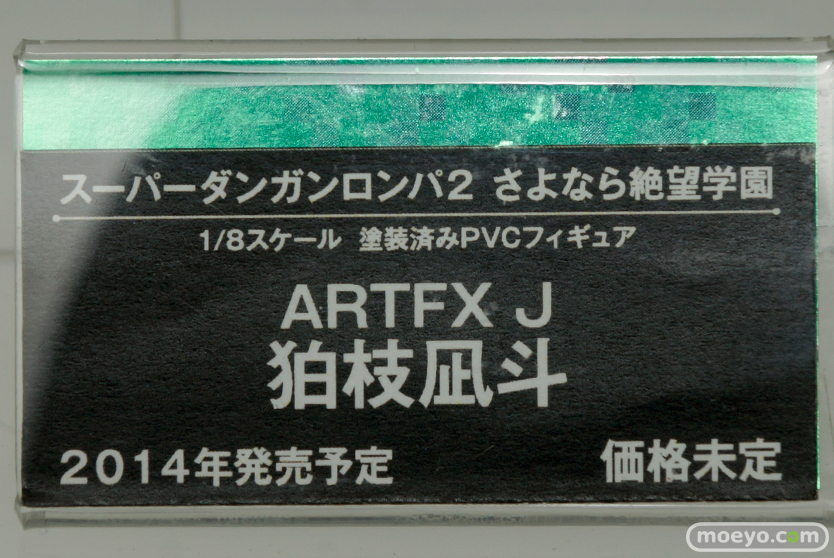 スーパーダンガンロンパ2 さよなら絶望学園
1/8スケール 塗装済みPVCフィギュア
ARTFX J
狛枝凪斗
2014年発売予定 価格未定
moeyo.com